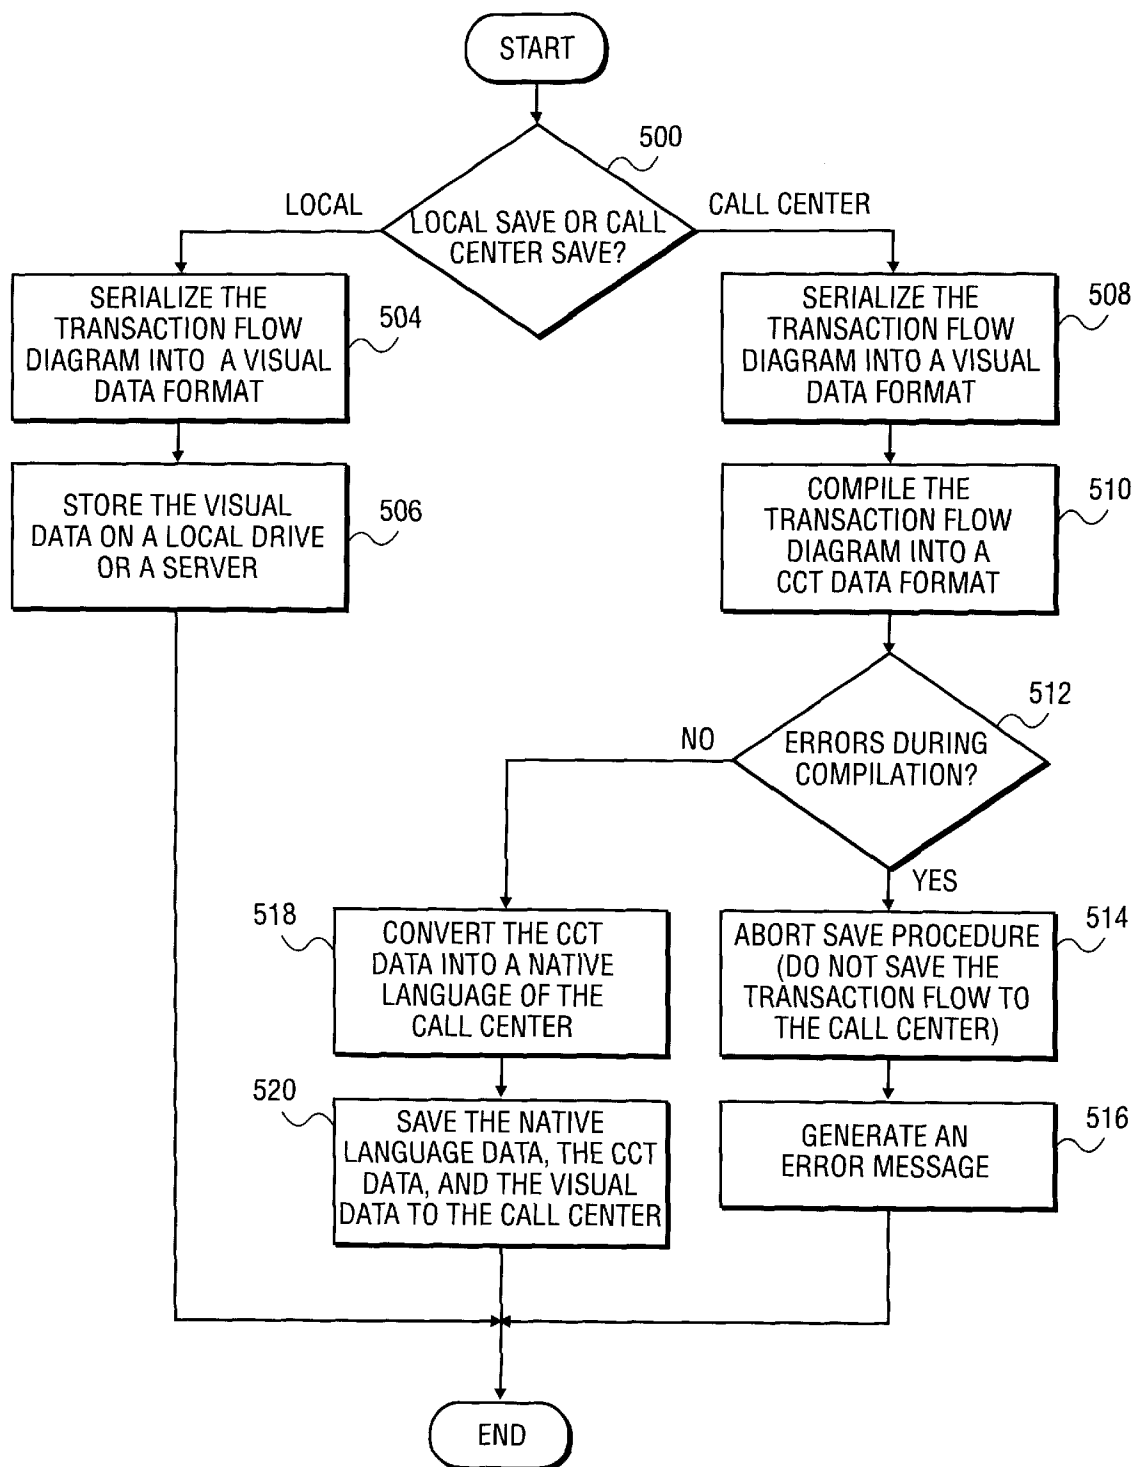 START
500
LOCAL
LOCAL SAVE OR CALL
CENTER SAVE?
CALL CENTER
SERIALIZE THE
TRANSACTION FLOW
DIAGRAM INTO A VISUAL
DATA FORMAT
504
SERIALIZE THE
TRANSACTION FLOW
DIAGRAM INTO A VISUAL
DATA FORMAT
508
STORE THE VISUAL
DATA ON A LOCAL DRIVE
OR A SERVER
506
COMPILE THE
TRANSACTION FLOW
DIAGRAM INTO A
CCT DATA FORMAT
510
512
NO
ERRORS DURING
COMPILATION?
YES
518
CONVERT THE CCT
DATA INTO A NATIVE
LANGUAGE OF THE
CALL CENTER
ABORT SAVE PROCEDURE
(DO NOT SAVE THE
TRANSACTION FLOW TO
THE CALL CENTER)
514
520
SAVE THE NATIVE
LANGUAGE DATA, THE CCT
DATA, AND THE VISUAL
DATA TO THE CALL CENTER
GENERATE AN
ERROR MESSAGE
516
END